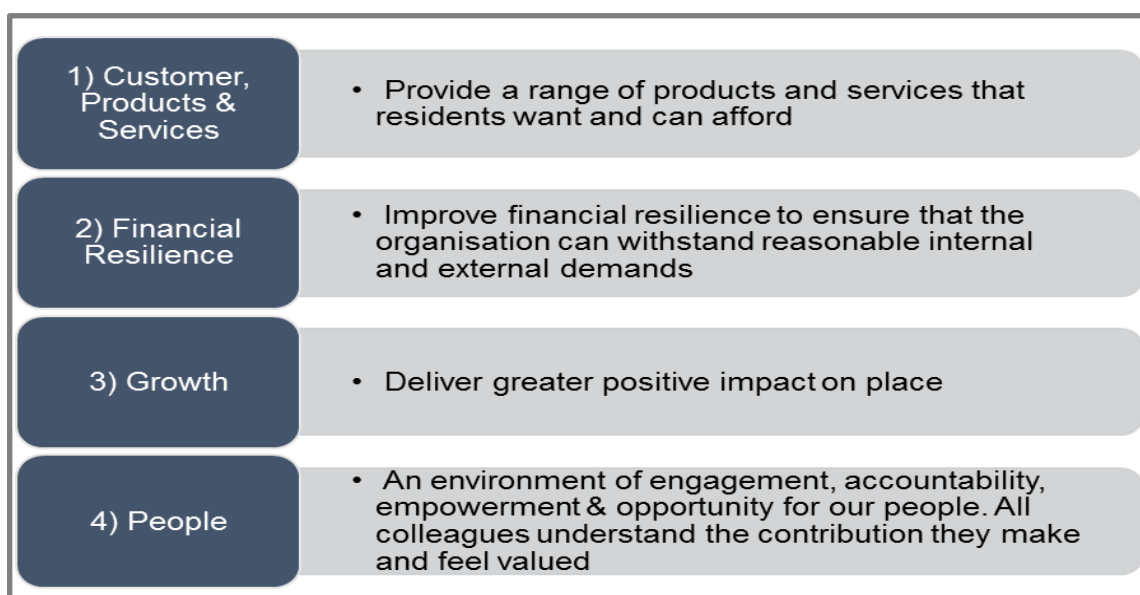 1) Customer,
Products &
Services
• Provide a range of products and services that
residents want and can afford
2) Financial
Resilience
• Improve financial resilience to ensure that the
organisation can withstand reasonable internal
and external demands
3) Growth
• Deliver greater positive impact on place
4) People
• An environment of engagement, accountability,
empowerment & opportunity for our people. All
colleagues understand the contribution they make
and feel valued